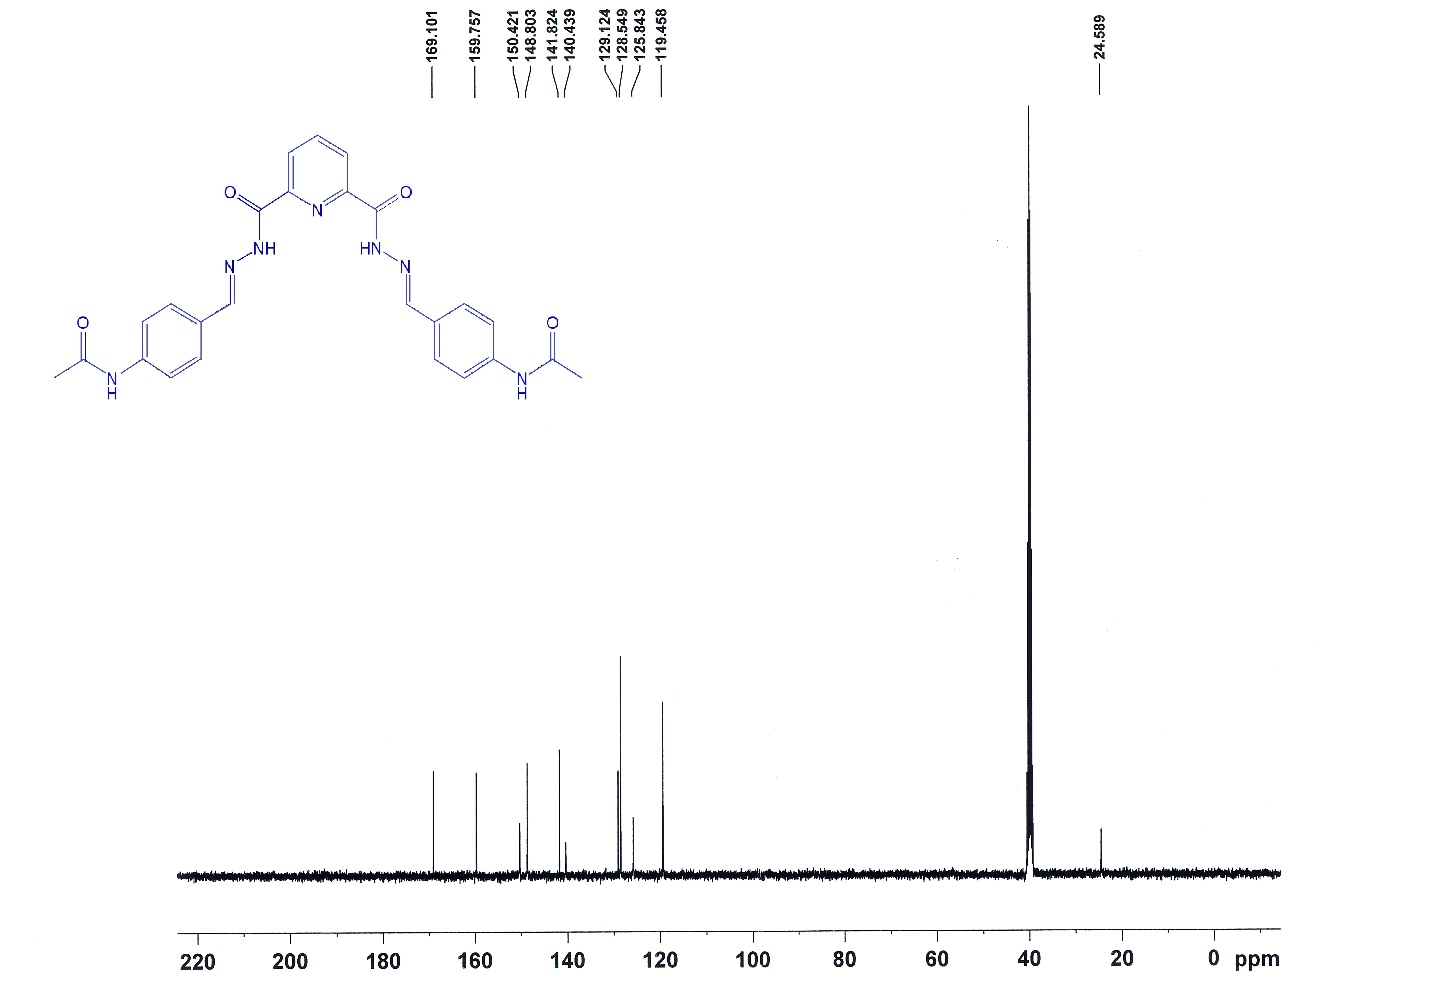 169.101
159.757
150.421
148.803
141.824
140.439
129.124
128.549
125.843
119.458
24.589
O
O
N
NH
HN
N
N
O
O
N
H
N
H
220 200 180 160 140 120 100 80 60 40 20 0 ppm